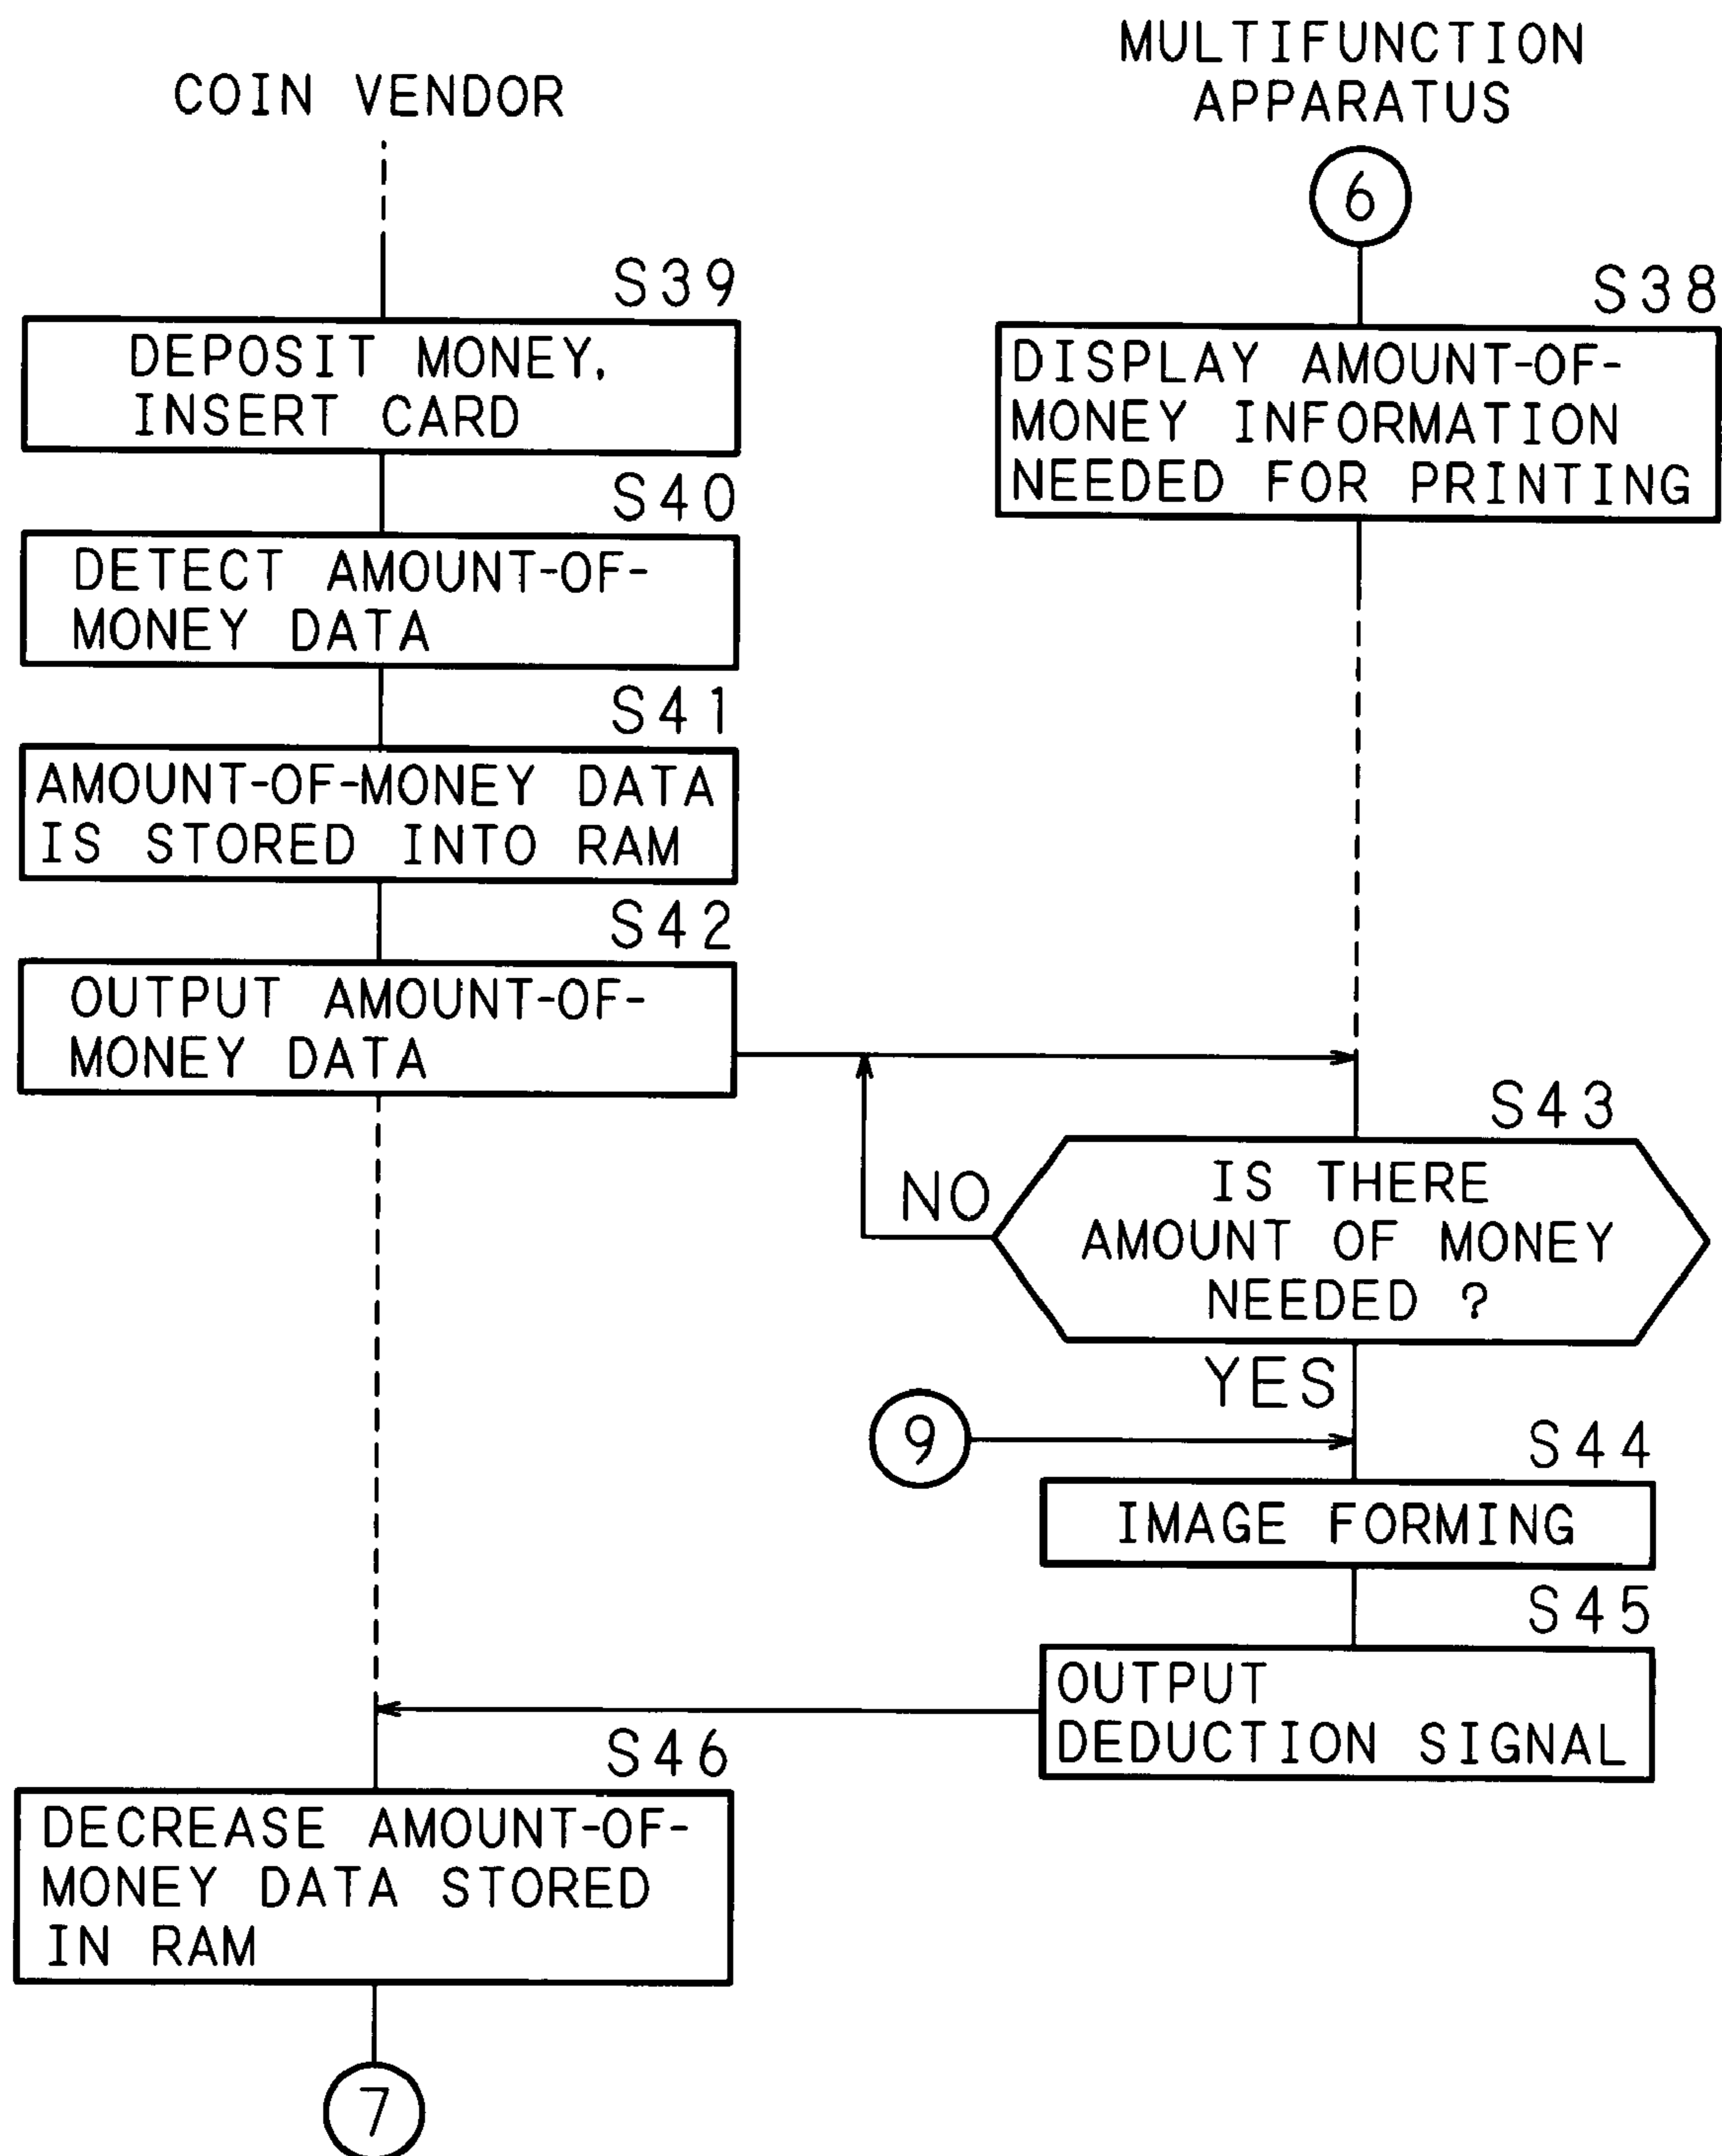 COIN VENDOR
MULTIFUNCTION
APPARATUS
6
S39
DEPOSIT MONEY,
INSERT CARD
S38
DISPLAY AMOUNT-OF-
MONEY INFORMATION
NEEDED FOR PRINTING
S40
DETECT AMOUNT-OF-
MONEY DATA
S41
AMOUNT-OF-MONEY DATA
IS STORED INTO RAM
S42
OUTPUT AMOUNT-OF-
MONEY DATA
S43
IS THERE
AMOUNT OF MONEY
NEEDED ?
NO
YES
9
S44
IMAGE FORMING
S45
OUTPUT
DEDUCTION SIGNAL
S46
DECREASE AMOUNT-OF-
MONEY DATA STORED
IN RAM
7